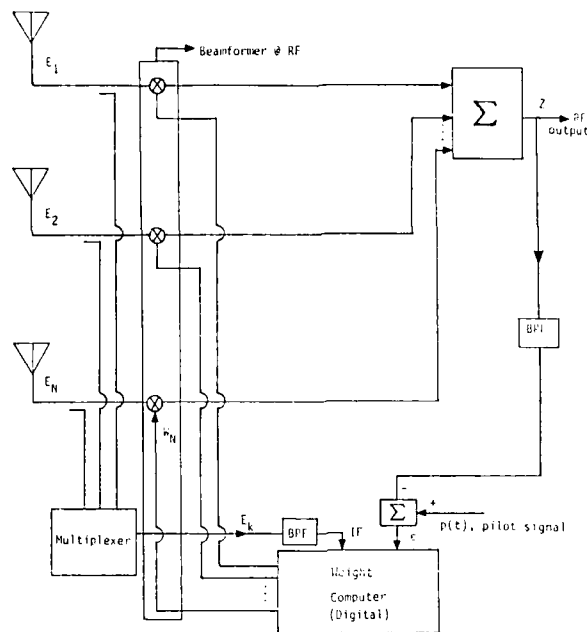 Beamformer @ RF
E1
Σ
Z
RF
output
E2
BPF
EN
WN
Multiplexer
Ek
BPF
IF
-
Σ
+
p(t), pilot signal
ε
Weight
Computer
(Digital)